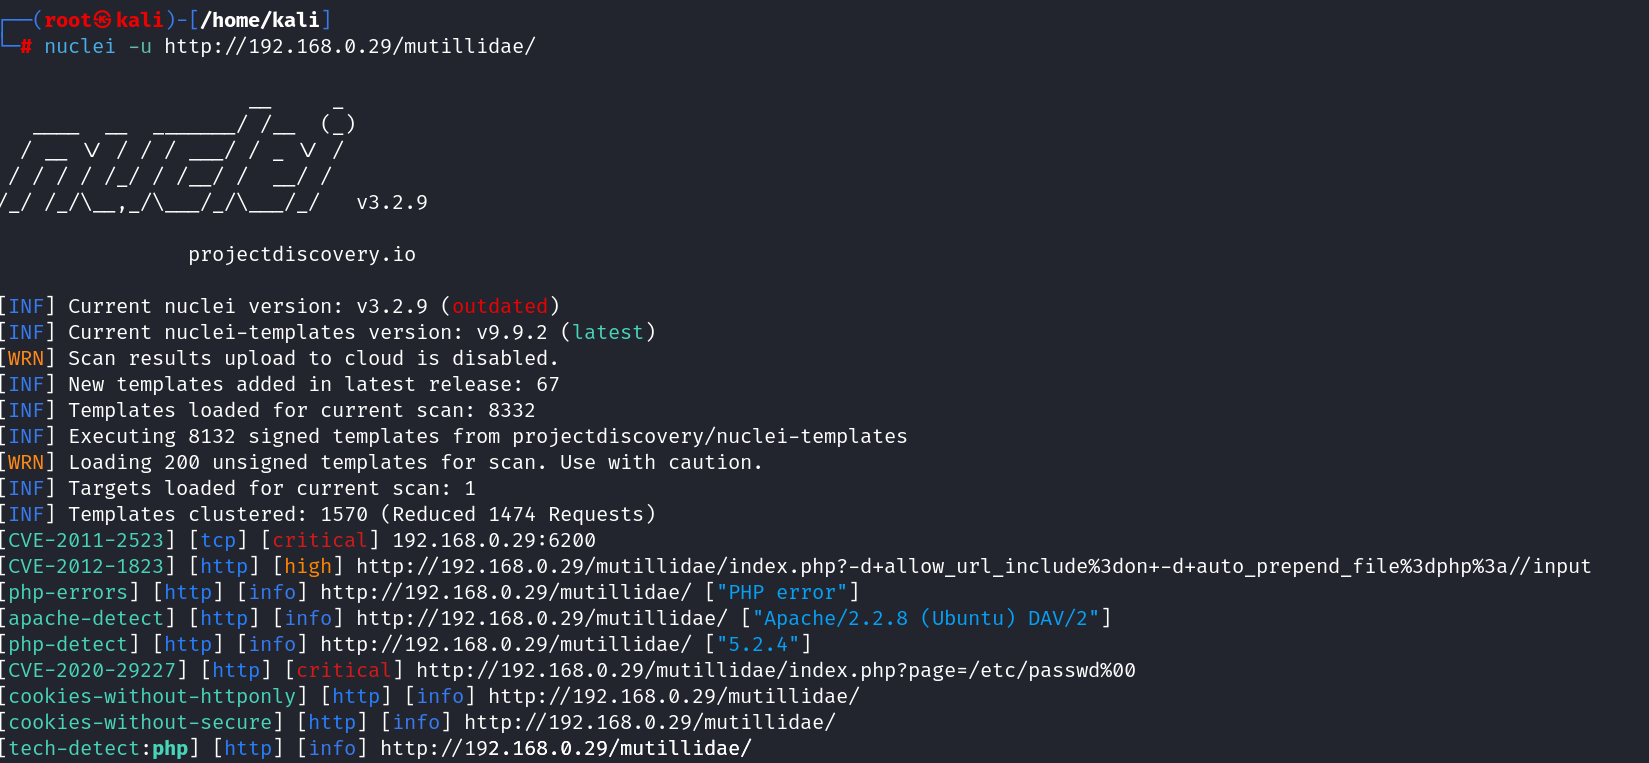 ┌──(root㉿kali)-[/home/kali]
└─# nuclei -u http://192.168.0.29/mutillidae/
                     __     _
   ____  __  _______/ /__  (_)
  / __ \/ / / / ___/ / _ \/ /
 / / / / /_/ / /__/ /  __/ /
/_/ /_/\__,_/\___/_/\___/_/   v3.2.9
projectdiscovery.io
[INF] Current nuclei version: v3.2.9 (outdated)
[INF] Current nuclei-templates version: v9.9.2 (latest)
[WRN] Scan results upload to cloud is disabled.
[INF] New templates added in latest release: 67
[INF] Templates loaded for current scan: 8332
[INF] Executing 8132 signed templates from projectdiscovery/nuclei-templates
[WRN] Loading 200 unsigned templates for scan. Use with caution.
[INF] Targets loaded for current scan: 1
[INF] Templates clustered: 1570 (Reduced 1474 Requests)
[CVE-2011-2523] [tcp] [critical] 192.168.0.29:6200
[CVE-2012-1823] [http] [high] http://192.168.0.29/mutillidae/index.php?-d+allow_url_include%3don+-d+auto_prepend_file%3dphp%3a//input
[php-errors] [http] [info] http://192.168.0.29/mutillidae/ ["PHP error"]
[apache-detect] [http] [info] http://192.168.0.29/mutillidae/ ["Apache/2.2.8 (Ubuntu) DAV/2"]
[php-detect] [http] [info] http://192.168.0.29/mutillidae/ ["5.2.4"]
[CVE-2020-29227] [http] [critical] http://192.168.0.29/mutillidae/index.php?page=/etc/passwd%00
[cookies-without-httponly] [http] [info] http://192.168.0.29/mutillidae/
[cookies-without-secure] [http] [info] http://192.168.0.29/mutillidae/
[tech-detect:php] [http] [info] http://192.168.0.29/mutillidae/